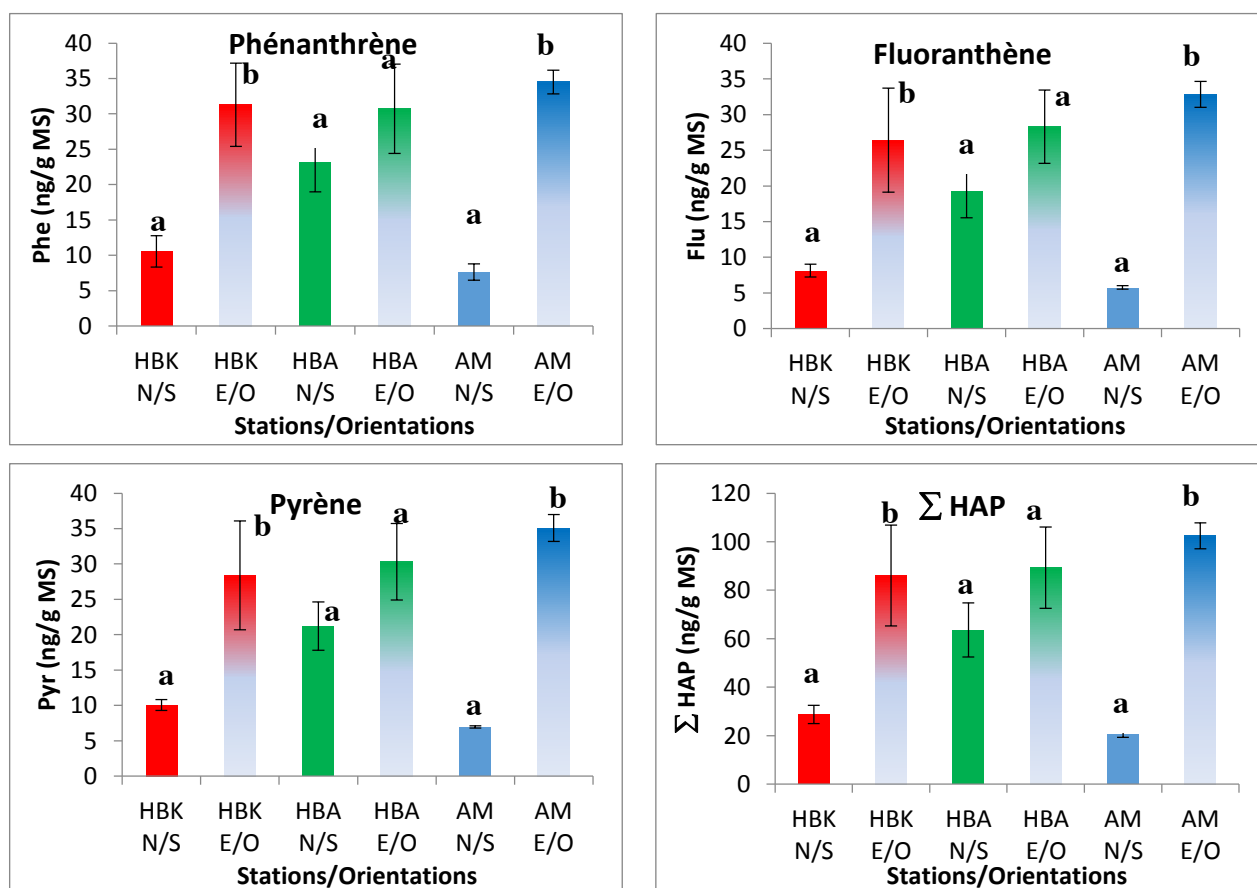 Phénanthrène
Phe (ng/g MS)
40
35
30
25
20
15
10
5
0
a
b
a
a
a
b
HBK HBK HBA HBA AM AM
N/S E/O N/S E/O N/S E/O
Stations/Orientations
Fluoranthène
Flu (ng/g MS)
40
35
30
25
20
15
10
5
0
a
b
a
a
a
b
HBK HBK HBA HBA AM AM
N/S E/O N/S E/O N/S E/O
Stations/Orientations
Pyrène
Pyr (ng/g MS)
40
35
30
25
20
15
10
5
0
a
b
a
a
a
b
HBK HBK HBA HBA AM AM
N/S E/O N/S E/O N/S E/O
Stations/Orientations
∑ HAP
∑ HAP (ng/g MS)
120
100
80
60
40
20
0
a
b
a
a
a
b
HBK HBK HBA HBA AM AM
N/S E/O N/S E/O N/S E/O
Stations/Orientations